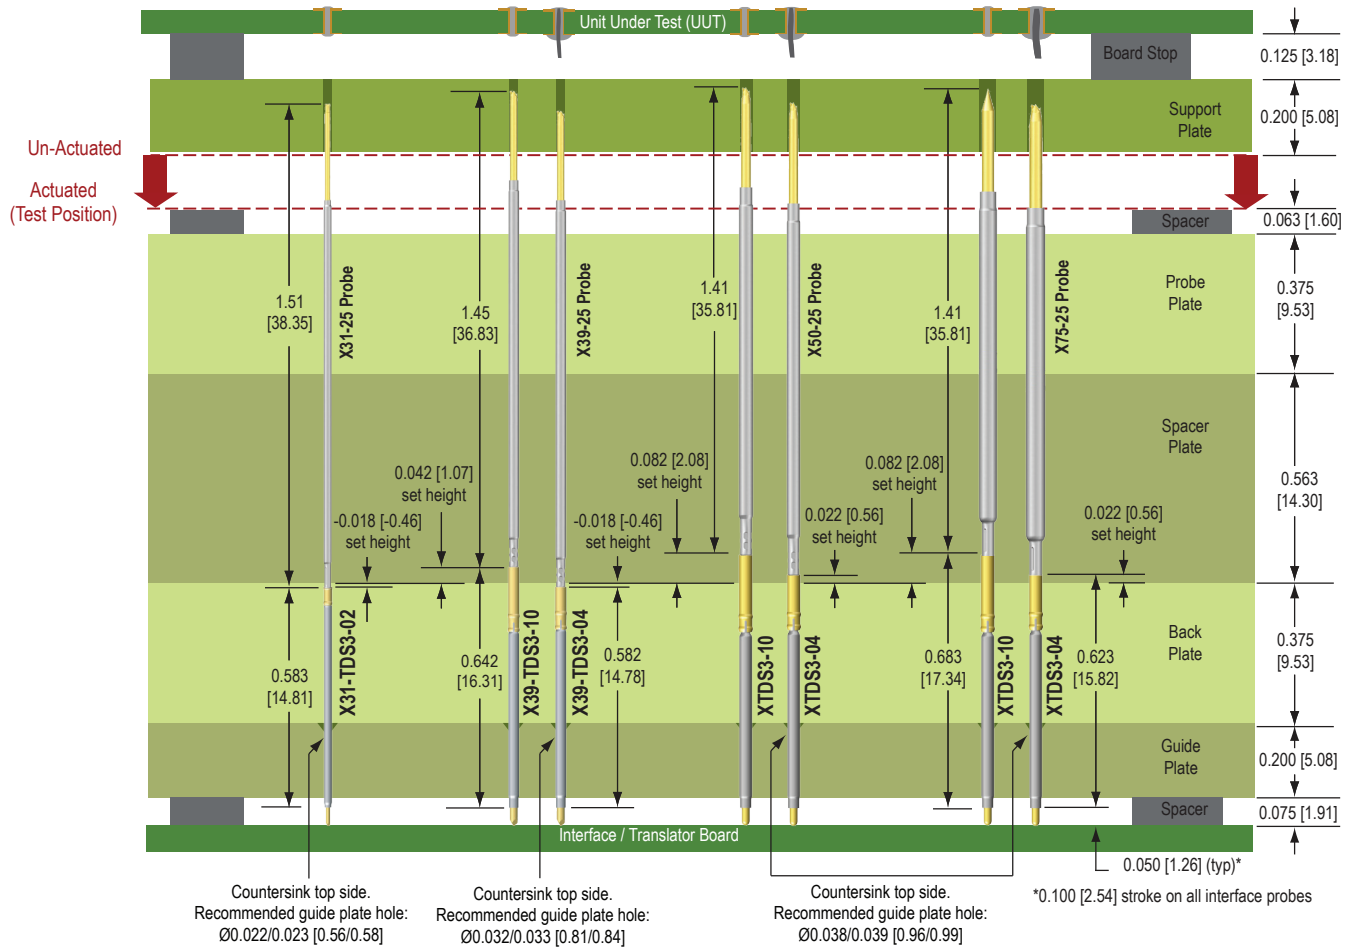 Unit Under Test (UUT)
Board Stop
0.125 [3.18]
Support
Plate
0.200 [5.08]
Un-Actuated
Actuated
(Test Position)
Spacer
0.063 [1.60]
1.51
[38.35]
X31-25 Probe
1.45
[36.83]
X39-25 Probe
1.41
[35.81]
X50-25 Probe
1.41
[35.81]
X75-25 Probe
Probe
Plate
0.375
[9.53]
Spacer
Plate
0.563
[14.30]
0.042 [1.07]
set height
-0.018 [-0.46]
set height
0.082 [2.08]
set height
-0.018 [-0.46]
set height
0.022 [0.56]
set height
0.082 [2.08]
set height
0.022 [0.56]
set height
0.583
[14.81]
X31-TDS3-02
0.642
[16.31]
X39-TDS3-10
X39-TDS3-04
0.582
[14.78]
XTDS3-10
XTDS3-04
0.683
[17.34]
XTDS3-10
XTDS3-04
0.623
[15.82]
Back
Plate
0.375
[9.53]
Guide
Plate
0.200 [5.08]
Spacer
0.075 [1.91]
Interface / Translator Board
0.050 [1.26] (typ)*
*0.100 [2.54] stroke on all interface probes
Countersink top side.
Recommended guide plate hole:
Ø0.022/0.023 [0.56/0.58]
Countersink top side.
Recommended guide plate hole:
Ø0.032/0.033 [0.81/0.84]
Countersink top side.
Recommended guide plate hole:
Ø0.038/0.039 [0.96/0.99]